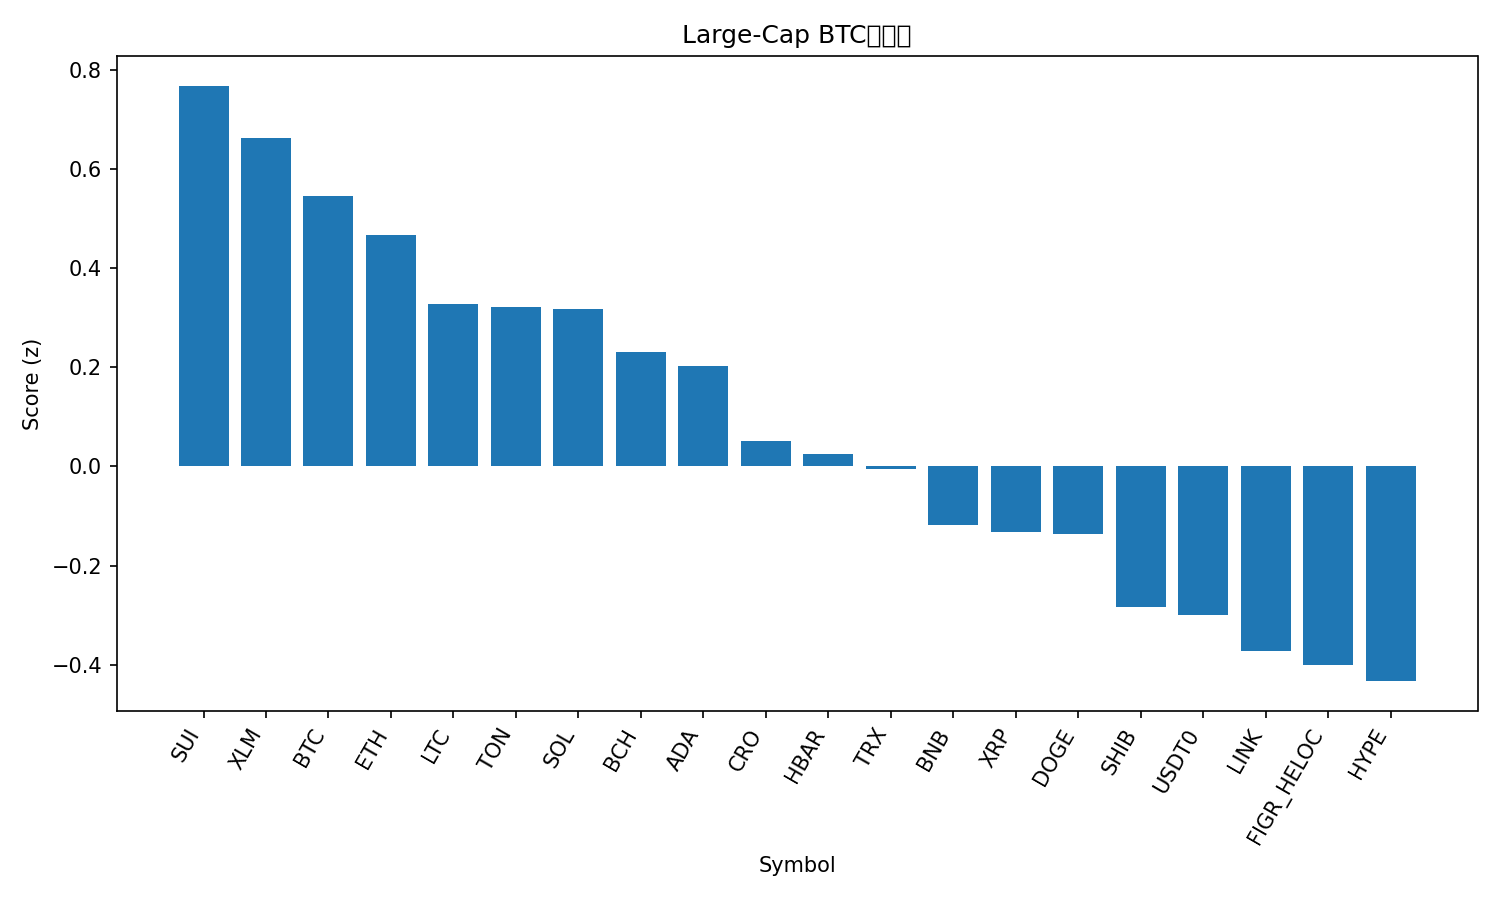 Large-Cap BTC
Score (z)
0.8
0.6
0.4
0.2
0.0
−0.2
−0.4
SUI
XLM
BTC
ETH
LTC
TON
SOL
BCH
ADA
CRO
HBAR
TRX
BNB
XRP
DOGE
SHIB
USDT0
LINK
FIGR_HELOC
HYPE
Symbol